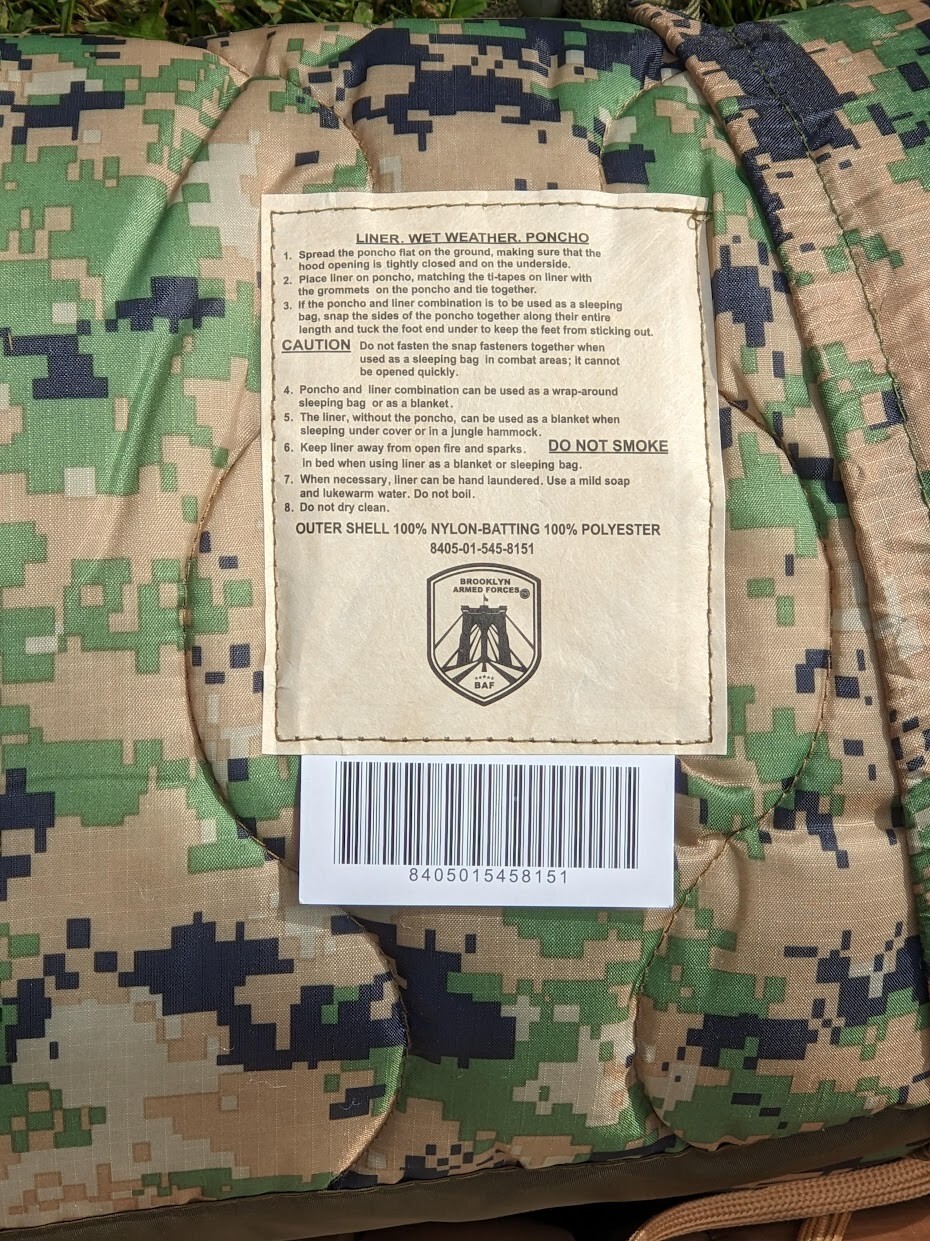 LINER, WET WEATHER, PONCHO
1. Spread the poncho flat on the ground, making sure that the
hood opening is tightly closed and on the underside.
2. Place liner on poncho, matching the ti-tapes on liner with
the grommets on the poncho and tie together.
3. If the poncho and liner combination is to be used as a sleeping
bag, snap the sides of the poncho together along their entire
length and tuck the foot end under to keep the feet from sticking out.
CAUTION Do not fasten the snap fasteners together when
used as a sleeping bag in combat areas; it cannot
be opened quickly.
4. Poncho and liner combination can be used as a wrap-around
sleeping bag or as a blanket.
5. The liner, without the poncho, can be used as a blanket when
sleeping under cover or in a jungle hammock.
6. Keep liner away from open fire and sparks. DO NOT SMOKE
in bed when using liner as a blanket or sleeping bag.
7. When necessary, liner can be hand laundered. Use a mild soap
and lukewarm water. Do not boil.
8. Do not dry clean.
OUTER SHELL 100% NYLON-BATTING 100% POLYESTER
8405-01-545-8151
BROOKLYN
ARMED FORCES
BAF
8405015458151